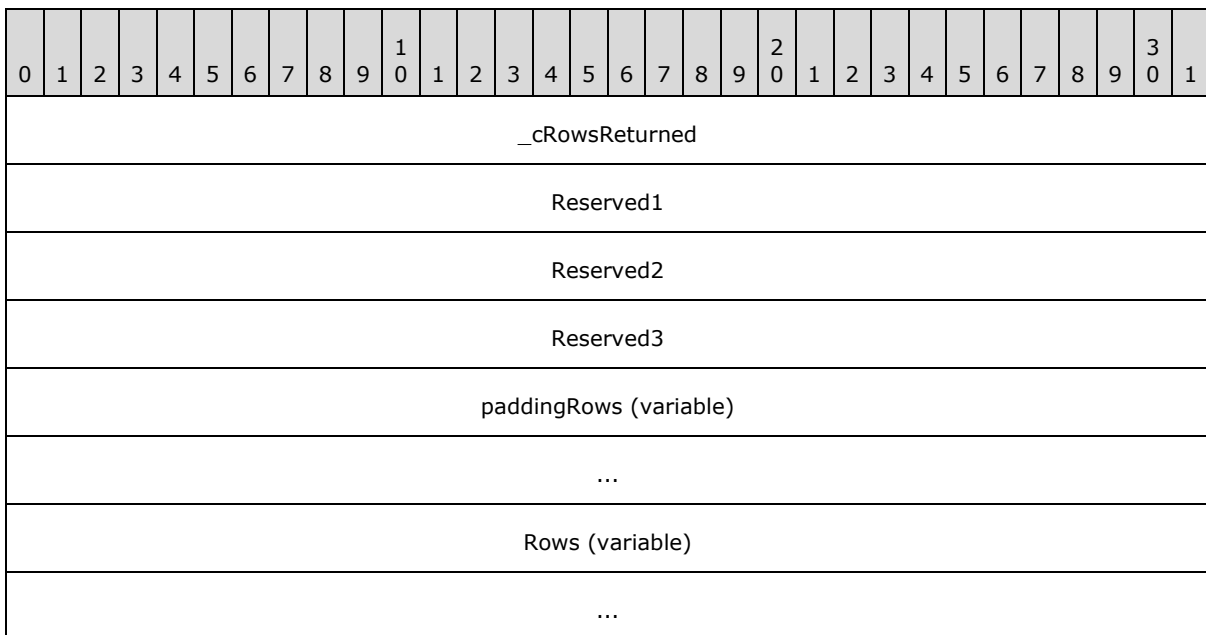 1 2 3
0 1 2 3 4 5 6 7 8 9 0 1 2 3 4 5 6 7 8 9 0 1 2 3 4 5 6 7 8 9 0 1
_cRowsReturned
Reserved1
Reserved2
Reserved3
paddingRows (variable)
...
Rows (variable)
...